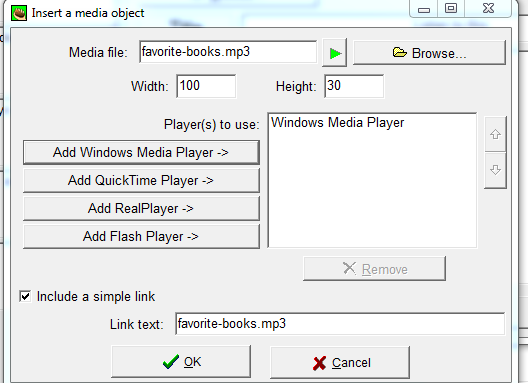 Insert a media object
Media file: favorite-books.mp3 Browse...
Width: 100 Height: 30
Player(s) to use: Windows Media Player
Add Windows Media Player ->
Add QuickTime Player ->
Add RealPlayer ->
Add Flash Player ->
Remove
Include a simple link
Link text: favorite-books.mp3
OK Cancel